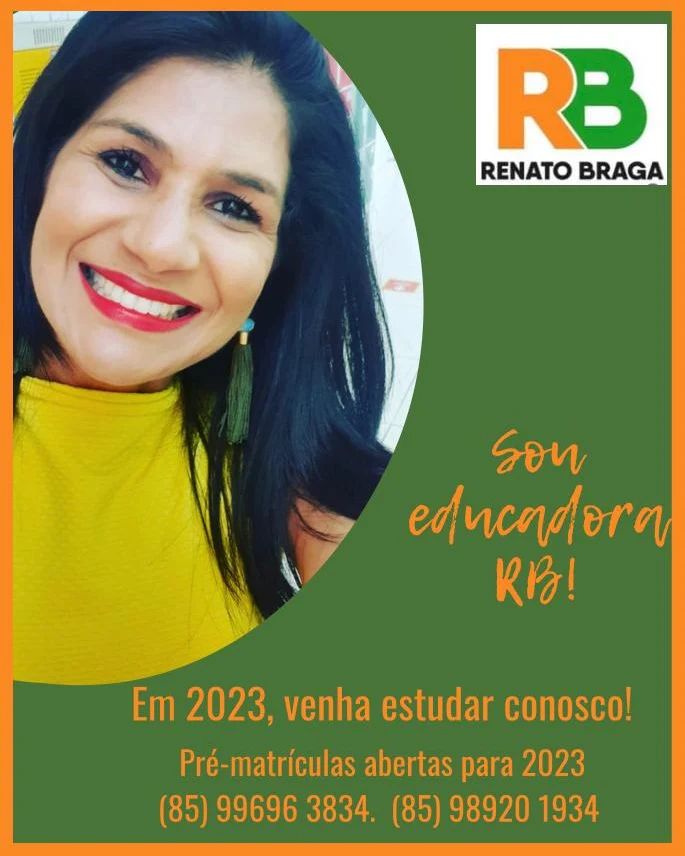 RB
RENATO BRAGA
Sou
educadora
RB!
Em 2023, venha estudar conosco!
Pré-matrículas abertas para 2023
(85) 99696 3834. (85) 98920 1934